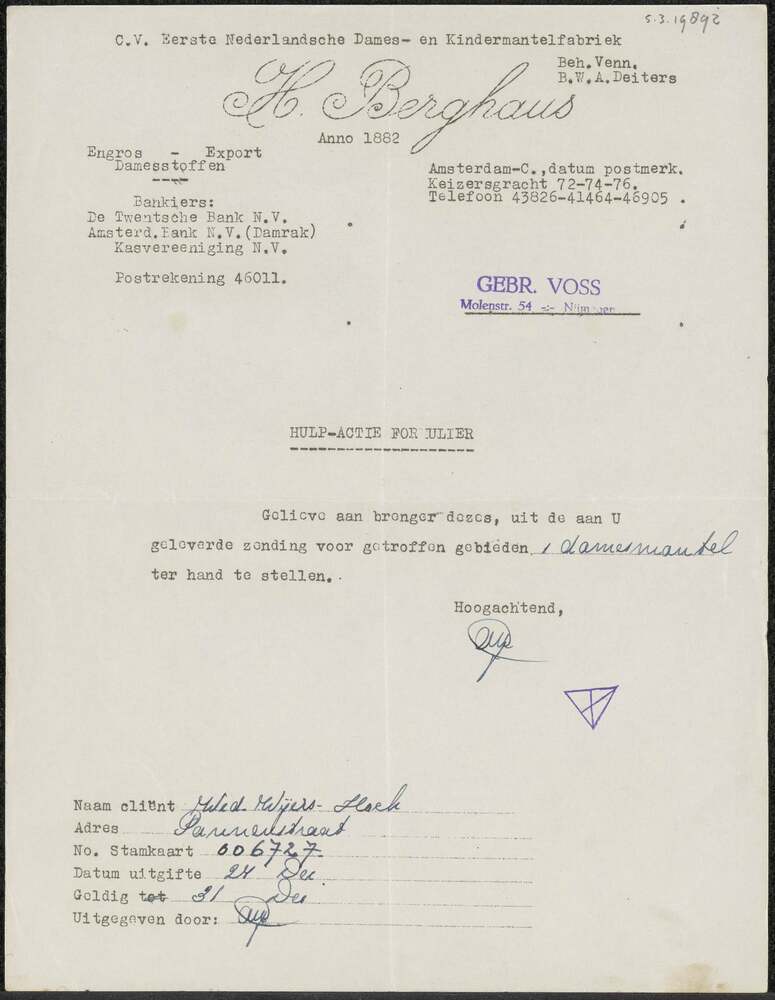 5.3.19892
C.V. Eerste Nederlandsche Dames- en Kindermantelfabriek
Beh. Venn.
B.W.A. Deiters
H. Berghaus
Anno 1882
Engros - Export
Damesstoffen
Amsterdam-C., datum postmerk.
Keizersgracht 72-74-76.
Telefoon 43826-41464-46905 .
Bankiers:
De Twentsche Bank N.V.
Amsterd. Bank N.V. (Damrak)
Kasvereeniging N.V.
Postrekening 46011.
GEBR. VOSS
Molenstr. 54 -:- Nijmegen
HULP-ACTIE FORMULIER
Gelieve aan brenger dezes, uit de aan U
geleverde zending voor getroffen gebieden 1 damesmantel
ter hand te stellen.
Hoogachtend,
Naam cliënt Wed. Wijers-
Adres Pannenstraat
No. Stamkaart 006727
Datum uitgifte 24 Dec
Geldig tot 31 Dec
Uitgegeven door: